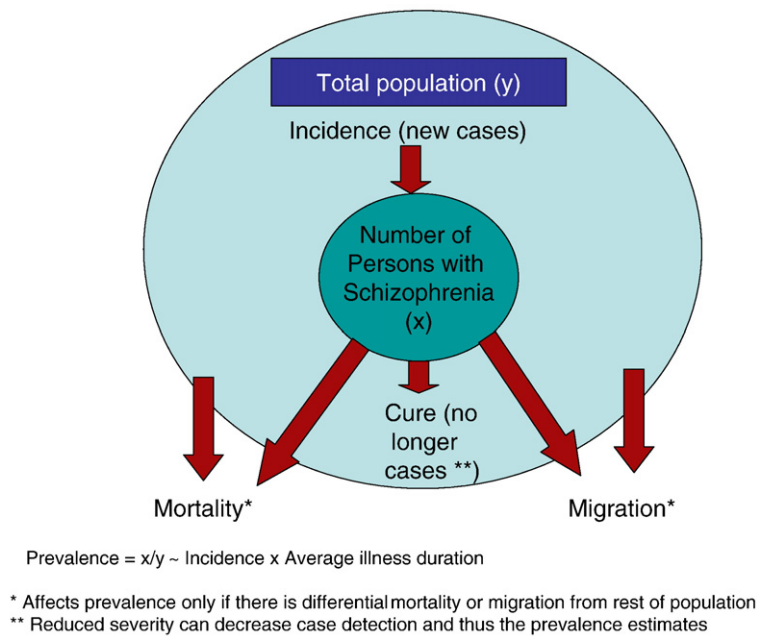 Total population (y)
Incidence (new cases)
Number of
Persons with
Schizophrenia
(x)
Cure (no
longer
cases **)
Mortality*
Migration*
Prevalence = x/y ~ Incidence x Average illness duration
* Affects prevalence only if there is differential mortality or migration from rest of population
** Reduced severity can decrease case detection and thus the prevalence estimates